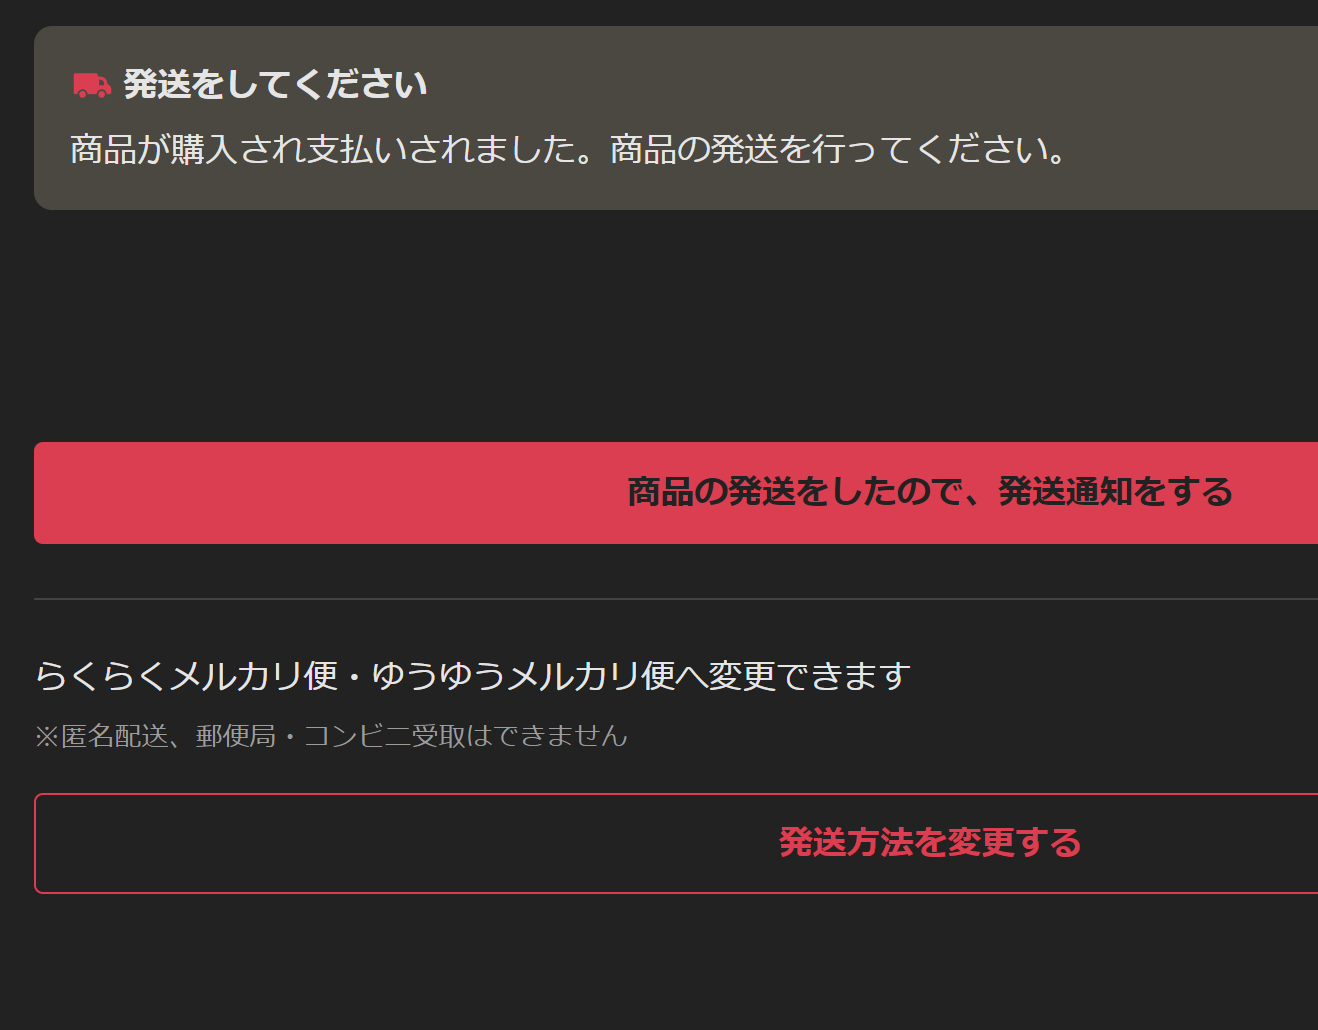 発送をしてください
商品が購入され支払いされました。商品の発送を行ってください。
商品の発送をしたので、発送通知をする
らくらくメルカリ便・ゆうゆうメルカリ便へ変更できます
※匿名配送、郵便局・コンビニ受取はできません
発送方法を変更する